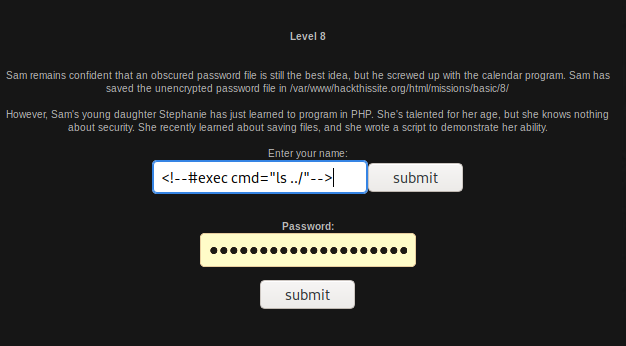 Level 8
Sam remains confident that an obscured password file is still the best idea, but he screwed up with the calendar program. Sam has
saved the unencrypted password file in /var/www/hackthissite.org/html/missions/basic/8/
However, Sam's young daughter Stephanie has just learned to program in PHP. She's talented for her age, but she knows nothing
about security. She recently learned about saving files, and she wrote a script to demonstrate her ability.
Enter your name:
<!--#exec cmd="ls ../"--> submit
Password:
••••••••••••••••••••
submit